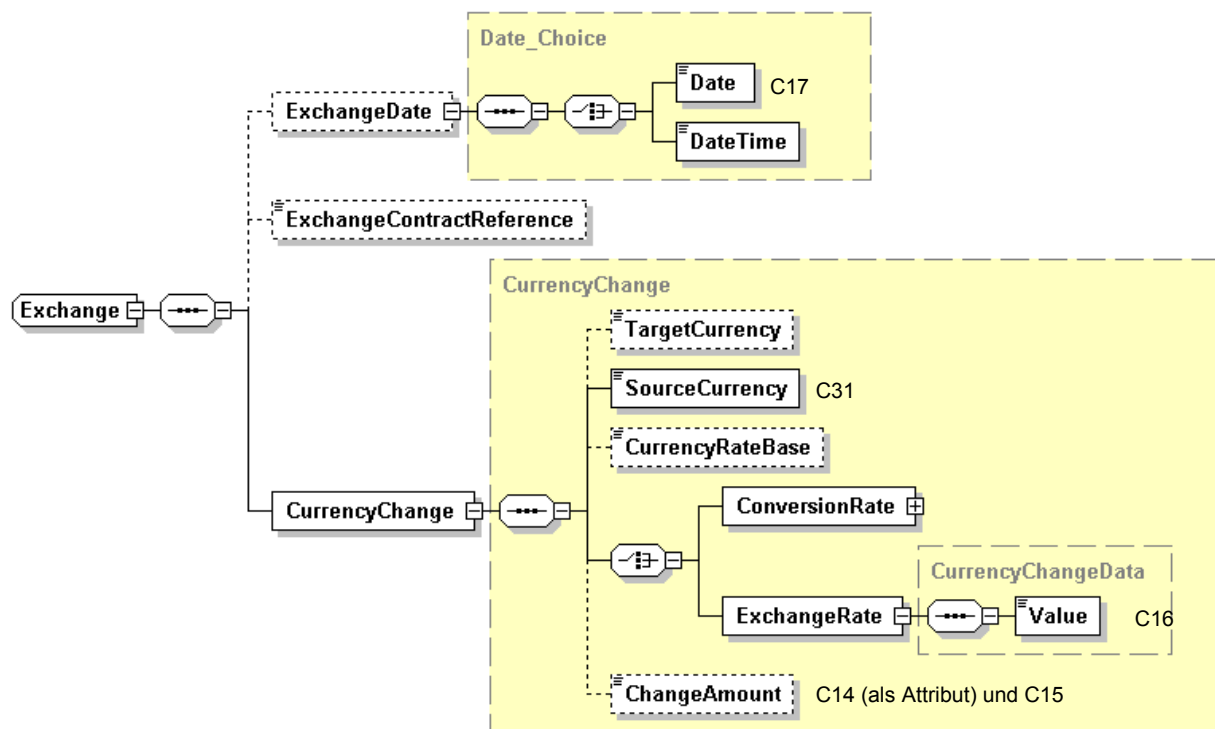 Date_Choice
Date C17
ExchangeDate
DateTime
ExchangeContractReference
CurrencyChange
Exchange
TargetCurrency
SourceCurrency C31
CurrencyRateBase
ConversionRate
CurrencyChange
CurrencyChangeData
ExchangeRate
Value C16
ChangeAmount C14 (als Attribut) und C15